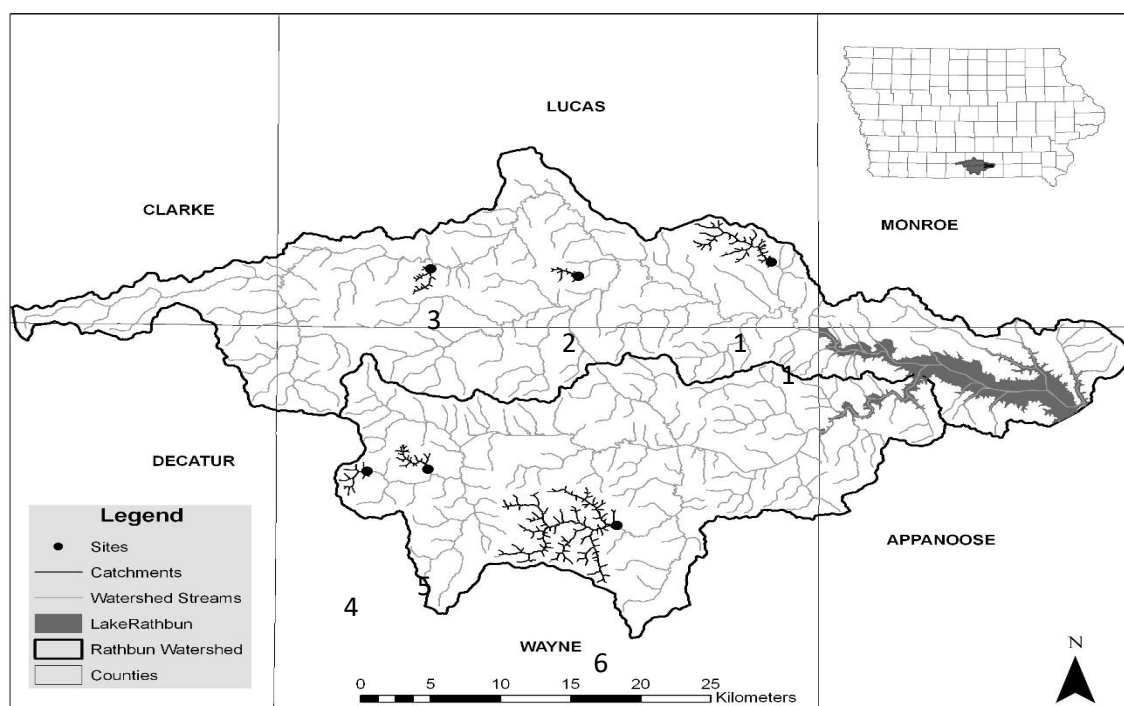 LUCAS
CLARKE
MONROE
3
2
1
1
DECATUR
Legend
Sites
Catchments
Watershed Streams
LakeRathbun
Rathbun Watershed
Counties
APPANOOSE
5
4
WAYNE
6
N
0 5 10 15 20 25
Kilometers